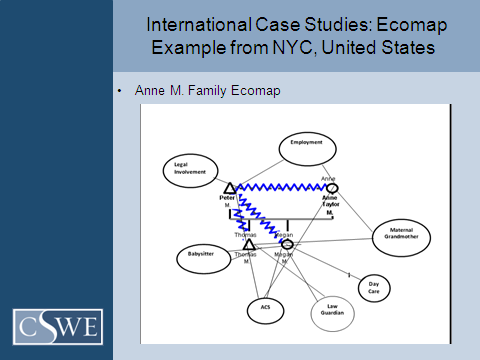 International Case Studies: Ecomap
Example from NYC, United States
• Anne M. Family Ecomap
Employment
Legal
Involvement
Anne
Peter
M.
Anne
Taylor
M.
Thomas
Megan
Maternal
Grandmother
Babysitter
Thomas
M.
Megan
M.
Day
Care
ACS
Law
Guardian
CSWE